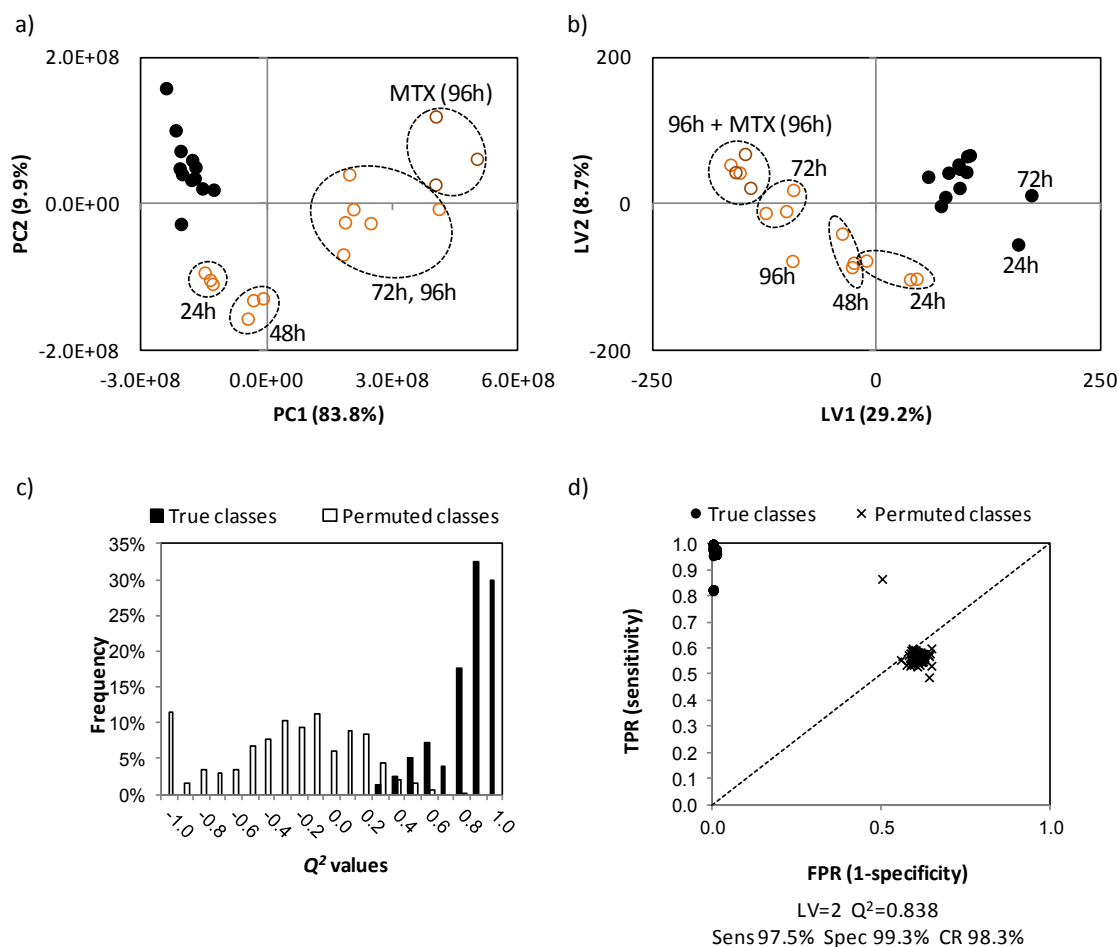 a)
2.0E+08
0.0E+00
-2.0E+08
PC2 (9.9%)
MTX (96h)
72h, 96h
24h
48h
-3.0E+08 0.0E+00 3.0E+08 6.0E+08
PC1 (83.8%)
b)
200
0
-200
LV2 (8.7%)
96h + MTX (96h)
72h
72h
24h
96h
48h
24h
-250 0 250
LV1 (29.2%)
c)
True classes Permuted classes
35%
30%
25%
20%
15%
10%
5%
0%
Frequency
-1.0 -0.8 -0.6 -0.4 -0.2 0.0 0.2 0.4 0.6 0.8 1.0
Q² values
d)
True classes Permuted classes
1.0
0.9
0.8
0.7
0.6
0.5
0.4
0.3
0.2
0.1
0.0
TPR (sensitivity)
0.0 0.5 1.0
FPR (1-specificity)
LV=2 Q²=0.838
Sens 97.5% Spec 99.3% CR 98.3%